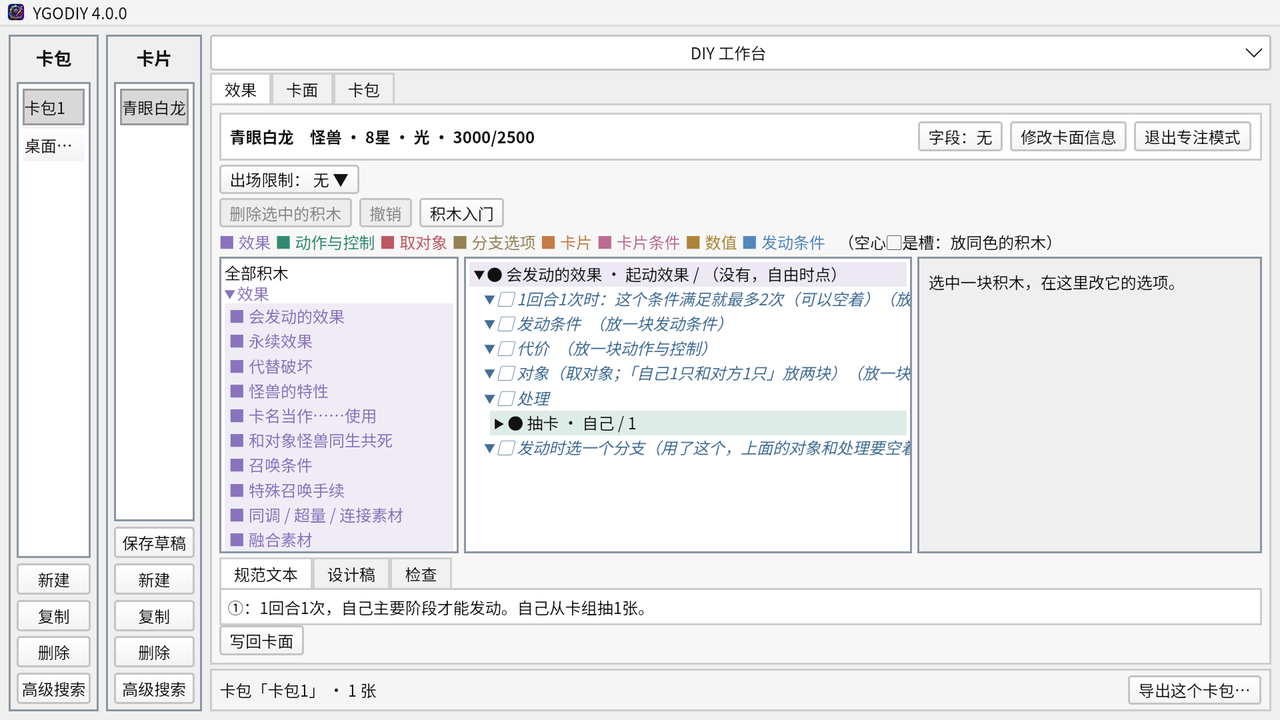 YGODIY 4.0.0
卡包
卡包1
桌面…
新建
复制
删除
高级搜索
卡片
青眼白龙
保存草稿
新建
复制
删除
高级搜索
DIY 工作台
效果 卡面 卡包
青眼白龙 怪兽 · 8星 · 光 · 3000/2500
字段：无 修改卡面信息 退出专注模式
出场限制： 无 ▼
删除选中的积木 撤销 积木入门
■ 效果 ■ 动作与控制 ■ 取对象 ■ 分支选项 ■ 卡片 ■ 卡片条件 ■ 数值 ■ 发动条件 （空心□是槽：放同色的积木）
全部积木
▼效果
■ 会发动的效果
■ 永续效果
■ 代替破坏
■ 怪兽的特性
■ 卡名当作……使用
■ 和对象怪兽同生共死
■ 召唤条件
■ 特殊召唤手续
■ 同调 / 超量 / 连接素材
■ 融合素材
▼● 会发动的效果 · 起动效果 / （没有，自由时点）
▼□ 1回合1次时：这个条件满足就最多2次（可以空着）（放
▼□ 发动条件 （放一块发动条件）
▼□ 代价 （放一块动作与控制）
▼□ 对象（取对象；「自己1只和对方1只」放两块）（放一块
▼□ 处理
▶● 抽卡 · 自己 / 1
▼□ 发动时选一个分支（用了这个，上面的对象和处理要空着
选中一块积木，在这里改它的选项。
规范文本 设计稿 检查
①：1回合1次，自己主要阶段才能发动。自己从卡组抽1张。
写回卡面
卡包「卡包1」 · 1 张
导出这个卡包…